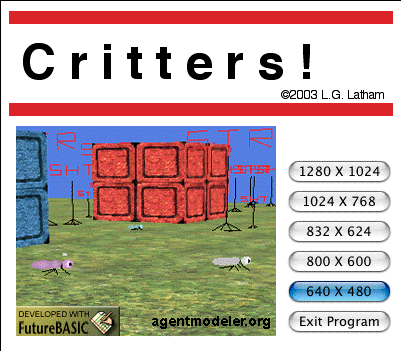 Critters!
©2003 L.G. Latham
1280 X 1024
1024 X 768
832 X 624
800 X 600
640 X 480
Exit Program
DEVELOPED WITH
FutureBASIC
agentmodeler.org